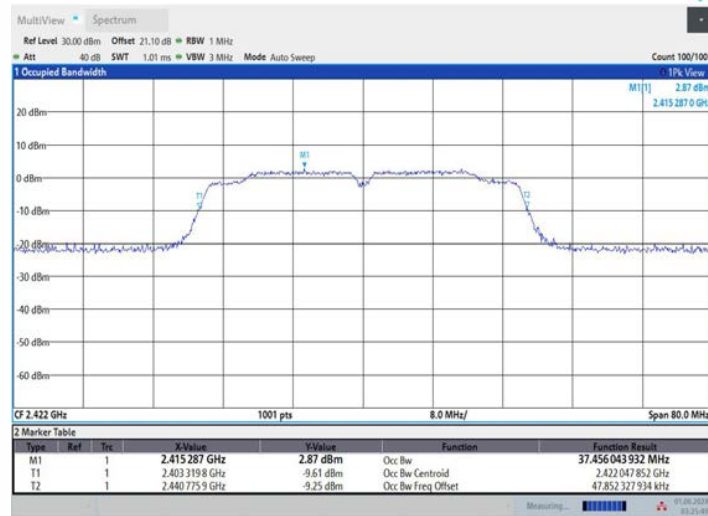 MultiView Spectrum
Ref Level 30.00 dBm Offset 21.10 dB RBW 1 MHz
Att 40 dB SWT 1.01 ms VBW 3 MHz Mode Auto Sweep Count 100/100
1 Occupied Bandwidth 1Pk View
M1[1] 2.87 dBm
2.415 287 0 GHz
20 dBm
10 dBm
M1
0 dBm
T1 T2
-10 dBm
-20 dBm
-30 dBm
-40 dBm
-50 dBm
-60 dBm
CF 2.422 GHz 1001 pts 8.0 MHz/ Span 80.0 MHz
2 Marker Table
Type Ref Trc X-Value Y-Value Function Function Result
M1 1 2.415 287 GHz 2.87 dBm Occ Bw 37.456 043 932 MHz
T1 1 2.403 319 8 GHz -9.61 dBm Occ Bw Centroid 2.422 047 852 GHz
T2 1 2.440 775 9 GHz -9.25 dBm Occ Bw Freq Offset 47.852 327 934 kHz
Measuring...